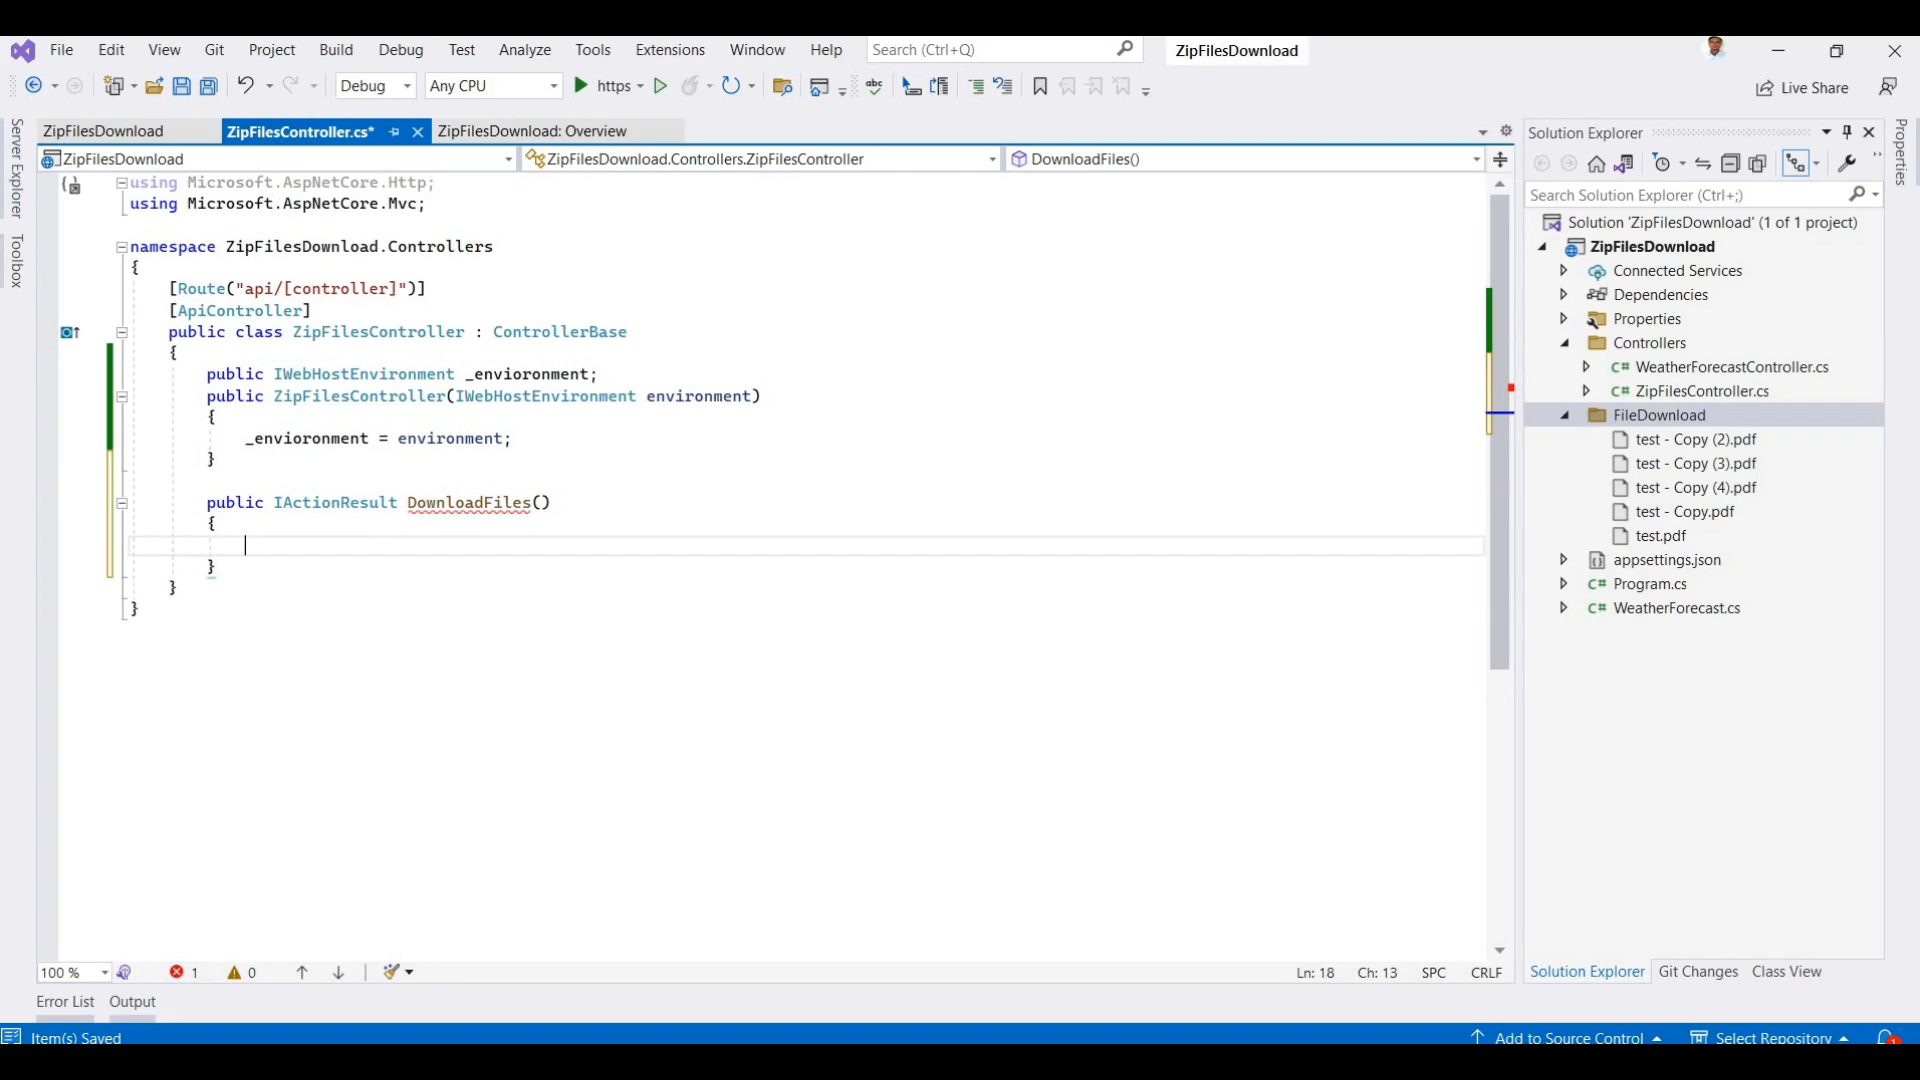 File Edit View Git Project Build Debug Test Analyze Tools Extensions Window Help Search (Ctrl+Q) ZipFilesDownload
Debug Any CPU https Live Share
ZipFilesDownload ZipFilesController.cs* ZipFilesDownload: Overview
ZipFilesDownload ZipFilesDownload.Controllers.ZipFilesController DownloadFiles()
Server Explorer
Toolbox
using Microsoft.AspNetCore.Http;
using Microsoft.AspNetCore.Mvc;
namespace ZipFilesDownload.Controllers
{
[Route("api/[controller]")]
[ApiController]
public class ZipFilesController : ControllerBase
{
public IWebHostEnvironment _envioronment;
public ZipFilesController(IWebHostEnvironment environment)
{
_envioronment = environment;
}
public IActionResult DownloadFiles()
{
}
}
}
100 % 1 0 Ln: 18 Ch: 13 SPC CRLF
Error List Output
Item(s) Saved Add to Source Control Select Repository 1
Solution Explorer
Search Solution Explorer (Ctrl+;)
Solution 'ZipFilesDownload' (1 of 1 project)
ZipFilesDownload
Connected Services
Dependencies
Properties
Controllers
C# WeatherForecastController.cs
C# ZipFilesController.cs
FileDownload
test - Copy (2).pdf
test - Copy (3).pdf
test - Copy (4).pdf
test - Copy.pdf
test.pdf
appsettings.json
C# Program.cs
C# WeatherForecast.cs
Solution Explorer Git Changes Class View
Properties